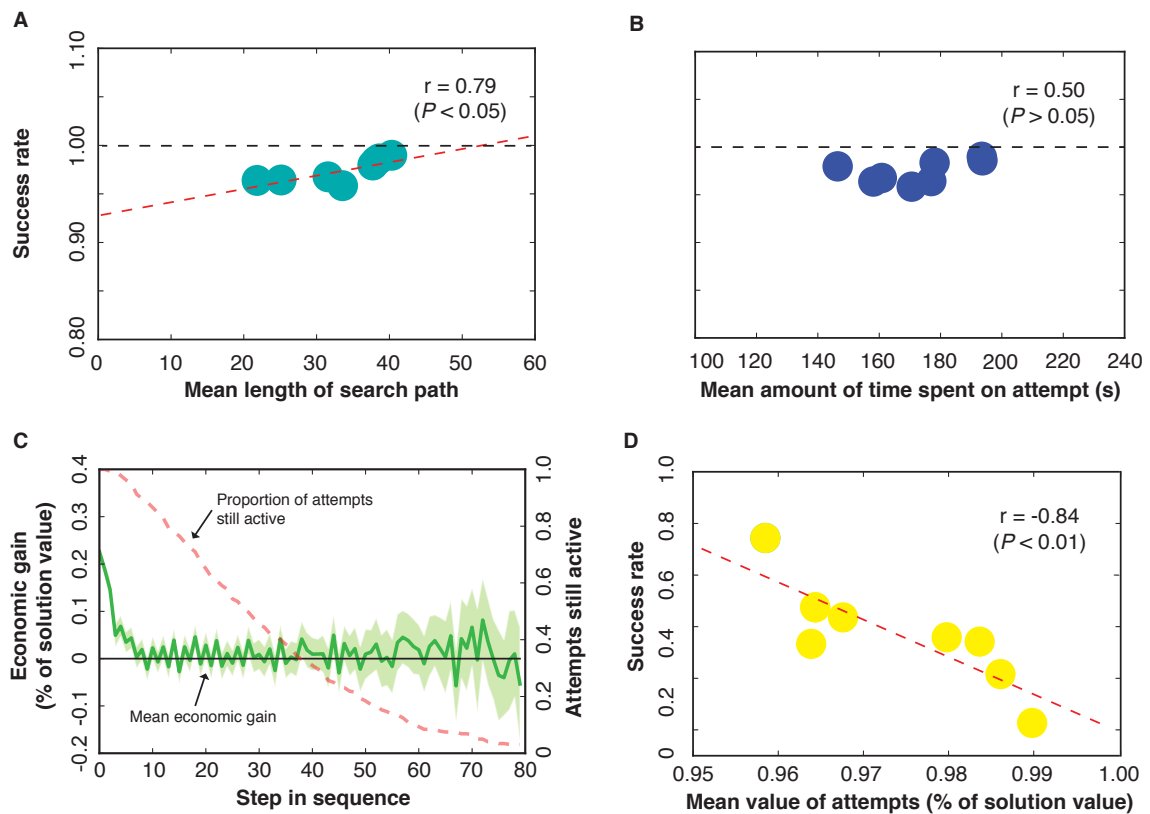 A
1.10
1.00
0.90
0.80
Success rate
r = 0.79
(P < 0.05)
0 10 20 30 40 50 60
Mean length of search path
B
r = 0.50
(P > 0.05)
100 120 140 160 180 200 220 240
Mean amount of time spent on attempt (s)
C
0.4
0.3
0.2
0.1
0
-0.1
-0.2
Economic gain
(% of solution value)
Proportion of attempts
still active
Mean economic gain
1.0
0.8
0.6
0.4
0.2
0
Attempts still active
0 10 20 30 40 50 60 70 80
Step in sequence
D
1.0
0.8
0.6
0.4
0.2
0
Success rate
r = -0.84
(P < 0.01)
0.95 0.96 0.97 0.98 0.99 1.00
Mean value of attempts (% of solution value)